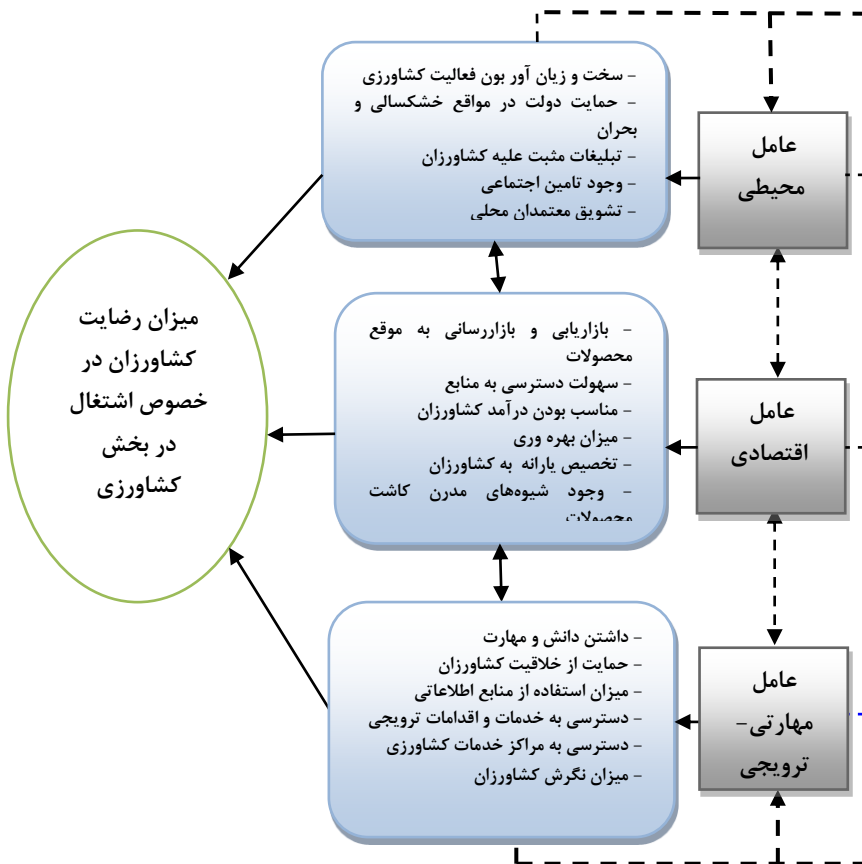 - سخت و زیان آور بون فعالیت کشاورزی
- حمایت دولت در مواقع خشکسالی و
بحران
- تبلیغات مثبت علیه کشاورزان
- وجود تامین اجتماعی
- تشویق معتمدان محلی
عامل
محیطی
میزان رضایت
کشاورزان در
خصوص اشتغال
در بخش
کشاورزی
- بازاریابی و بازاررسانی به موقع
محصولات
- سهولت دسترسی به منابع
- مناسب بودن درآمد کشاورزان
- میزان بهره وری
- تخصیص یارانه به کشاورزان
- وجود شیوه‌های مدرن کاشت
محصولات
عامل
اقتصادی
- داشتن دانش و مهارت
- حمایت از خلاقیت کشاورزان
- میزان استفاده از منابع اطلاعاتی
- دسترسی به خدمات و اقدامات ترویجی
- دسترسی به مراکز خدمات کشاورزی
- میزان نگرش کشاورزان
عامل
مهارتی-
ترویجی